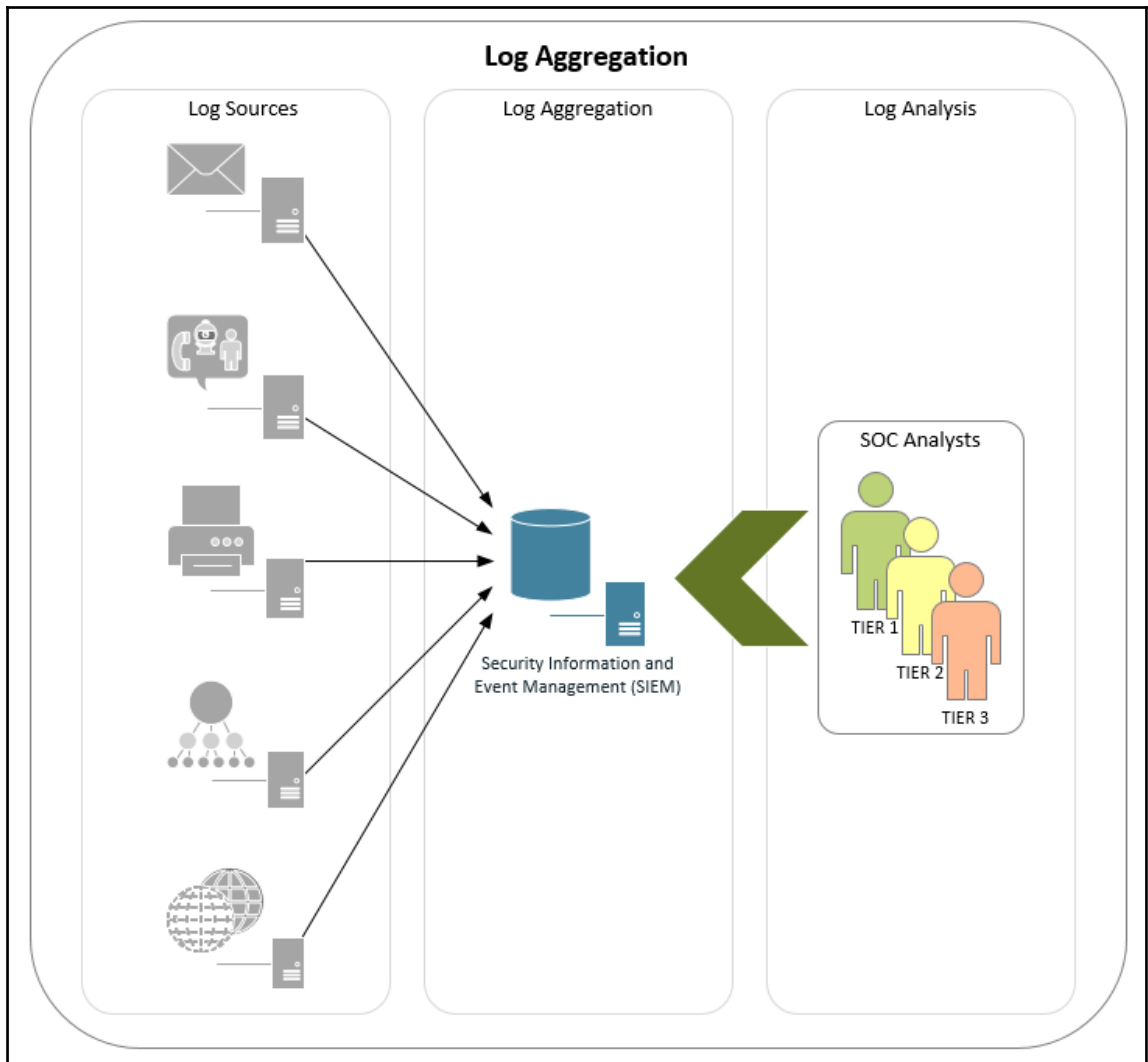 Log Aggregation
Log Sources
Log Aggregation
Log Analysis
SOC Analysts
TIER 1
TIER 2
TIER 3
Security Information and
Event Management (SIEM)